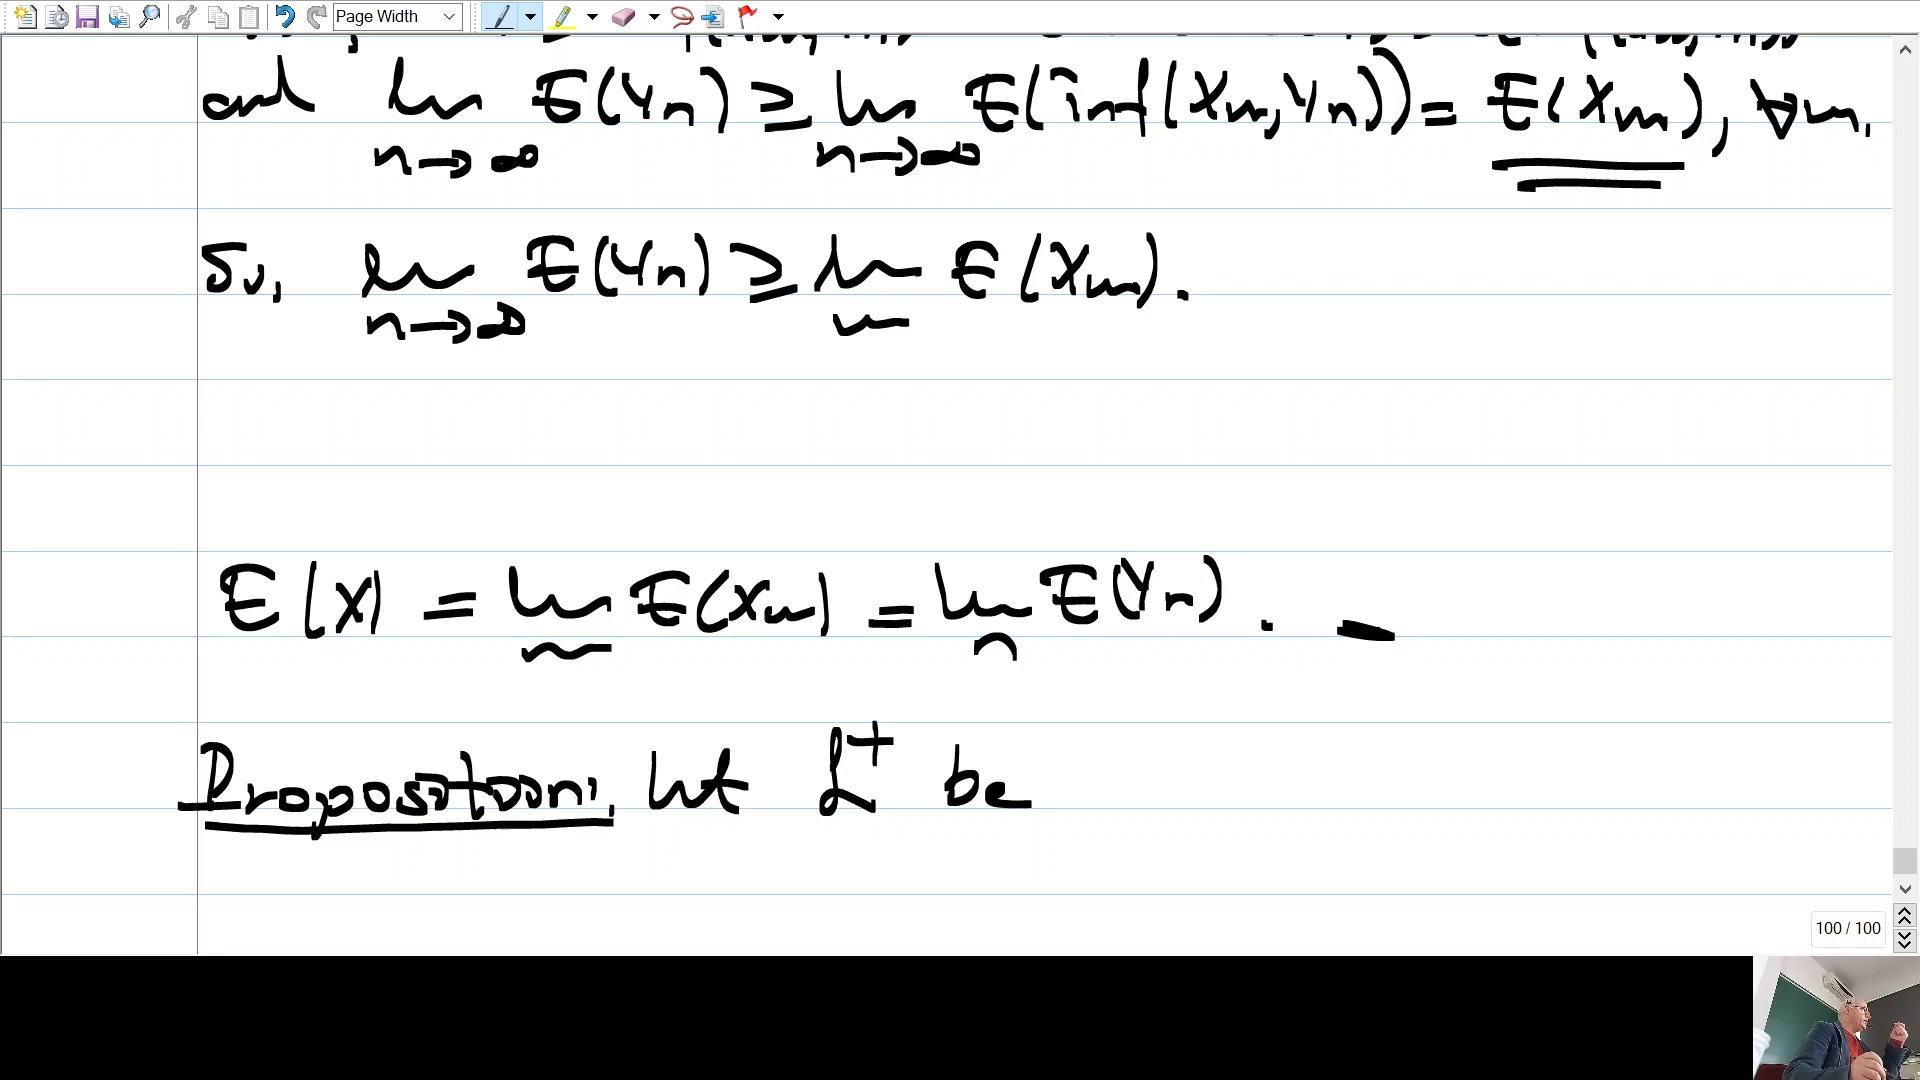 Page Width
and lim E(Yn) ≥ lim E(inf(Xm,Yn)) = E(Xm), ∀m.
n→∞ n→∞
So, lim E(Yn) ≥ lim E(Xm).
n→∞ m
E(X) = lim E(Xm) = lim E(Yn).
m n
Proposition. Let L⁺ be
100 / 100